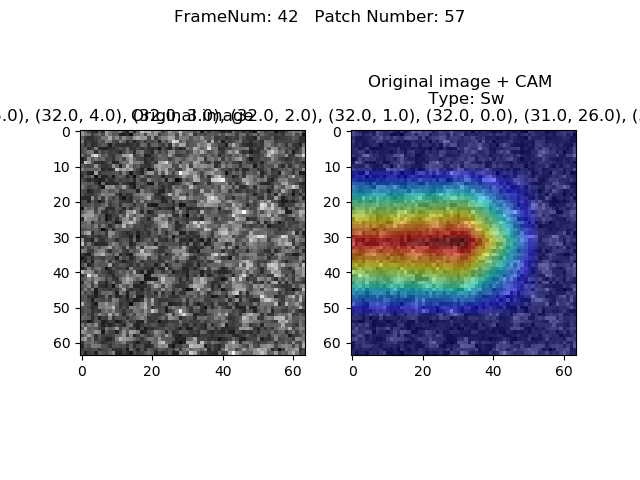 FrameNum: 42   Patch Number: 57
Original image + CAM
Type: Sw
.0), (32.0, 4.0), (32.0, 3.0), (32.0, 2.0), (32.0, 1.0), (32.0, 0.0), (31.0, 26.0), (
Original image
0
10
20
30
40
50
60
0 20 40 60
0
10
20
30
40
50
60
0 20 40 60